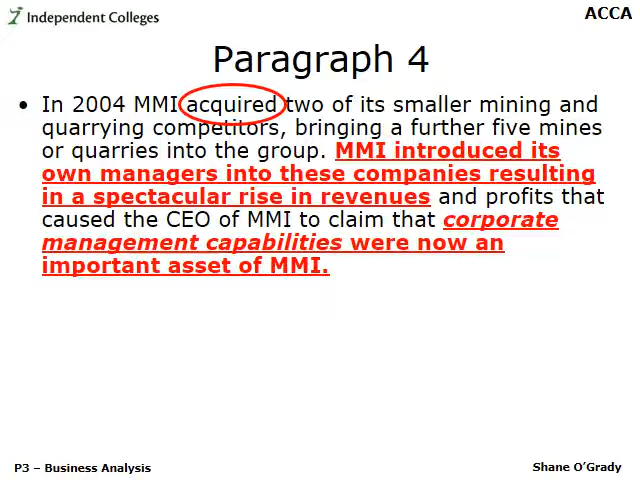 Independent Colleges
ACCA
Paragraph 4
• In 2004 MMI acquired two of its smaller mining and
quarrying competitors, bringing a further five mines
or quarries into the group. MMI introduced its
own managers into these companies resulting
in a spectacular rise in revenues and profits that
caused the CEO of MMI to claim that corporate
management capabilities were now an
important asset of MMI.
P3 – Business Analysis
Shane O’Grady